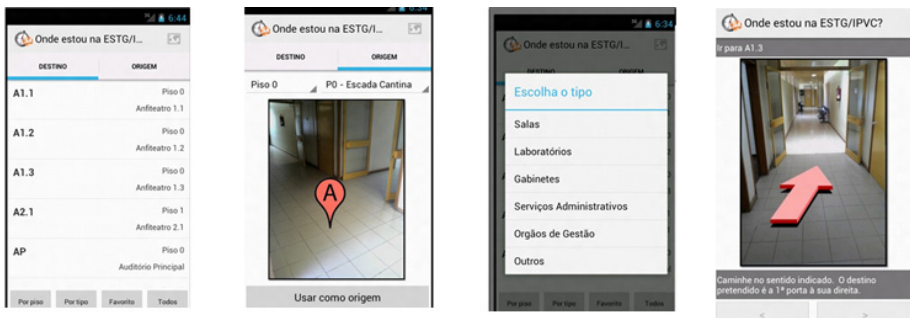 6:44
Onde estou na ESTG/I...
DESTINO ORIGEM
A1.1 Piso 0
Anfiteatro 1.1
A1.2 Piso 0
Anfiteatro 1.2
A1.3 Piso 0
Anfiteatro 1.3
A2.1 Piso 1
Anfiteatro 2.1
AP Piso 0
Auditório Principal
Por piso Por tipo Favorito Todos
Onde estou na ESTG/I...
DESTINO ORIGEM
Piso 0 P0 - Escada Cantina
A
Usar como origem
6:34
Onde estou na ESTG/I...
DESTINO ORIGEM
Escolha o tipo
Salas
Laboratórios
Gabinetes
Serviços Administrativos
Orgãos de Gestão
Outros
Por piso Por tipo Favorito Todos
Onde estou na ESTG/IPVC?
Ir para A1.3
Caminhe no sentido indicado. O destino
pretendido é a 1ª porta à sua direita.
< >